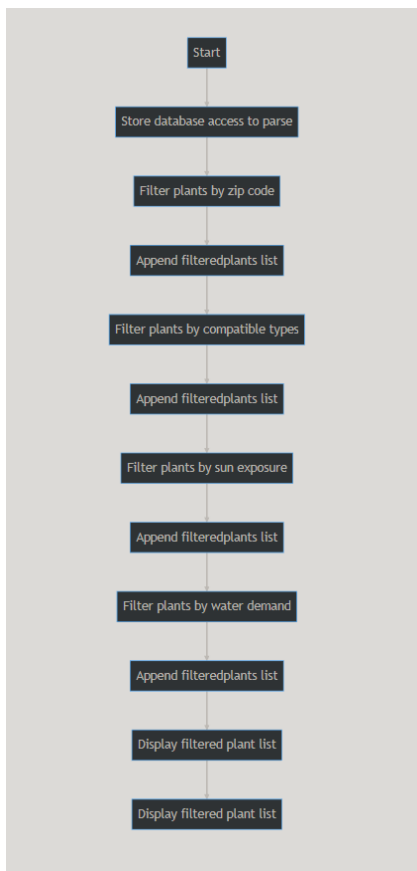 Start
Store database access to parse
Filter plants by zip code
Append filteredplants list
Filter plants by compatible types
Append filteredplants list
Filter plants by sun exposure
Append filteredplants list
Filter plants by water demand
Append filteredplants list
Display filtered plant list
Display filtered plant list